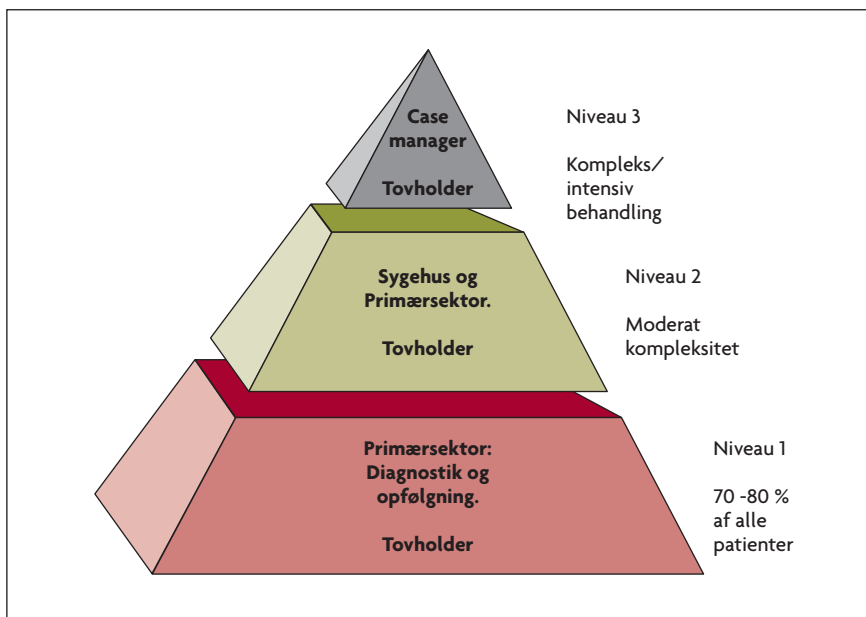 Case
manager
Tovholder
Niveau 3
Kompleks/
intensiv
behandling
Sygehus og
Primærsektor.
Tovholder
Niveau 2
Moderat
kompleksitet
Primærsektor:
Diagnostik og
opfølgning.
Tovholder
Niveau 1
70 -80 %
af alle
patienter